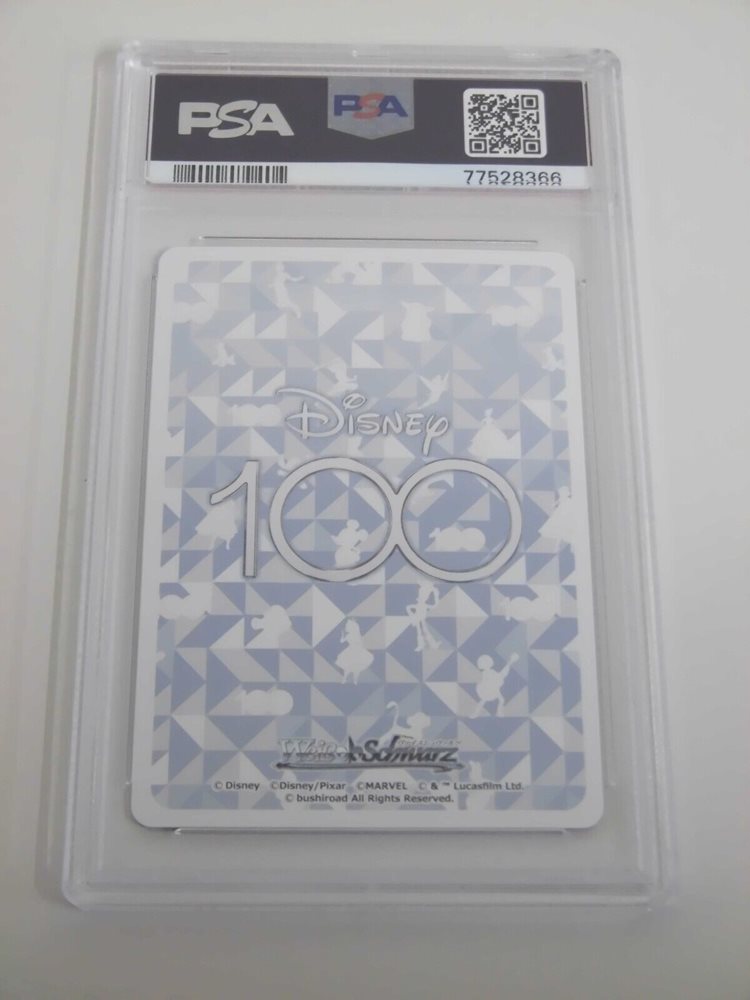 PSA
PSA
77528366
Disney
100
Weiß Schwarz
© Disney ©Disney/Pixar ©MARVEL © & ™ Lucasfilm Ltd.
© bushiroad All Rights Reserved.